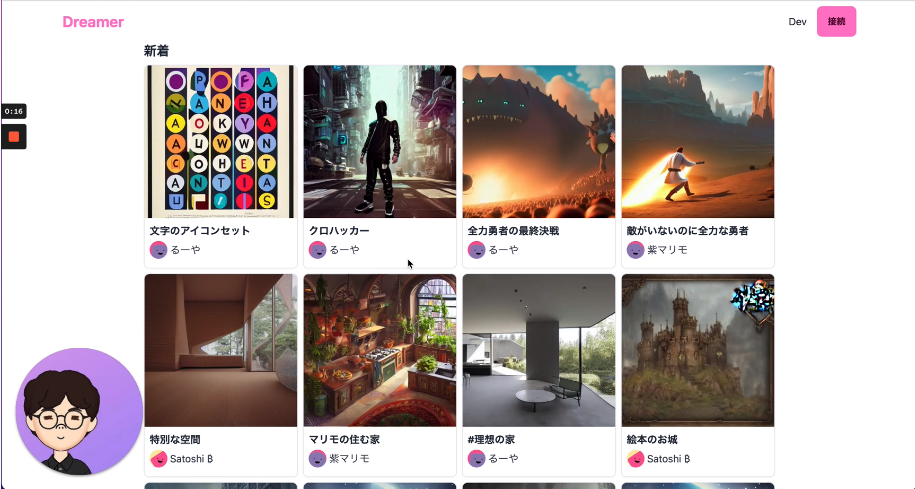 Dreamer
Dev
接続
新着
0:16
文字のアイコンセット
るーや
クロハッカー
るーや
全力勇者の最終決戦
るーや
敵がいないのに全力な勇者
紫マリモ
特別な空間
Satoshi ₿
マリモの住む家
紫マリモ
#理想の家
るーや
絵本のお城
Satoshi ₿